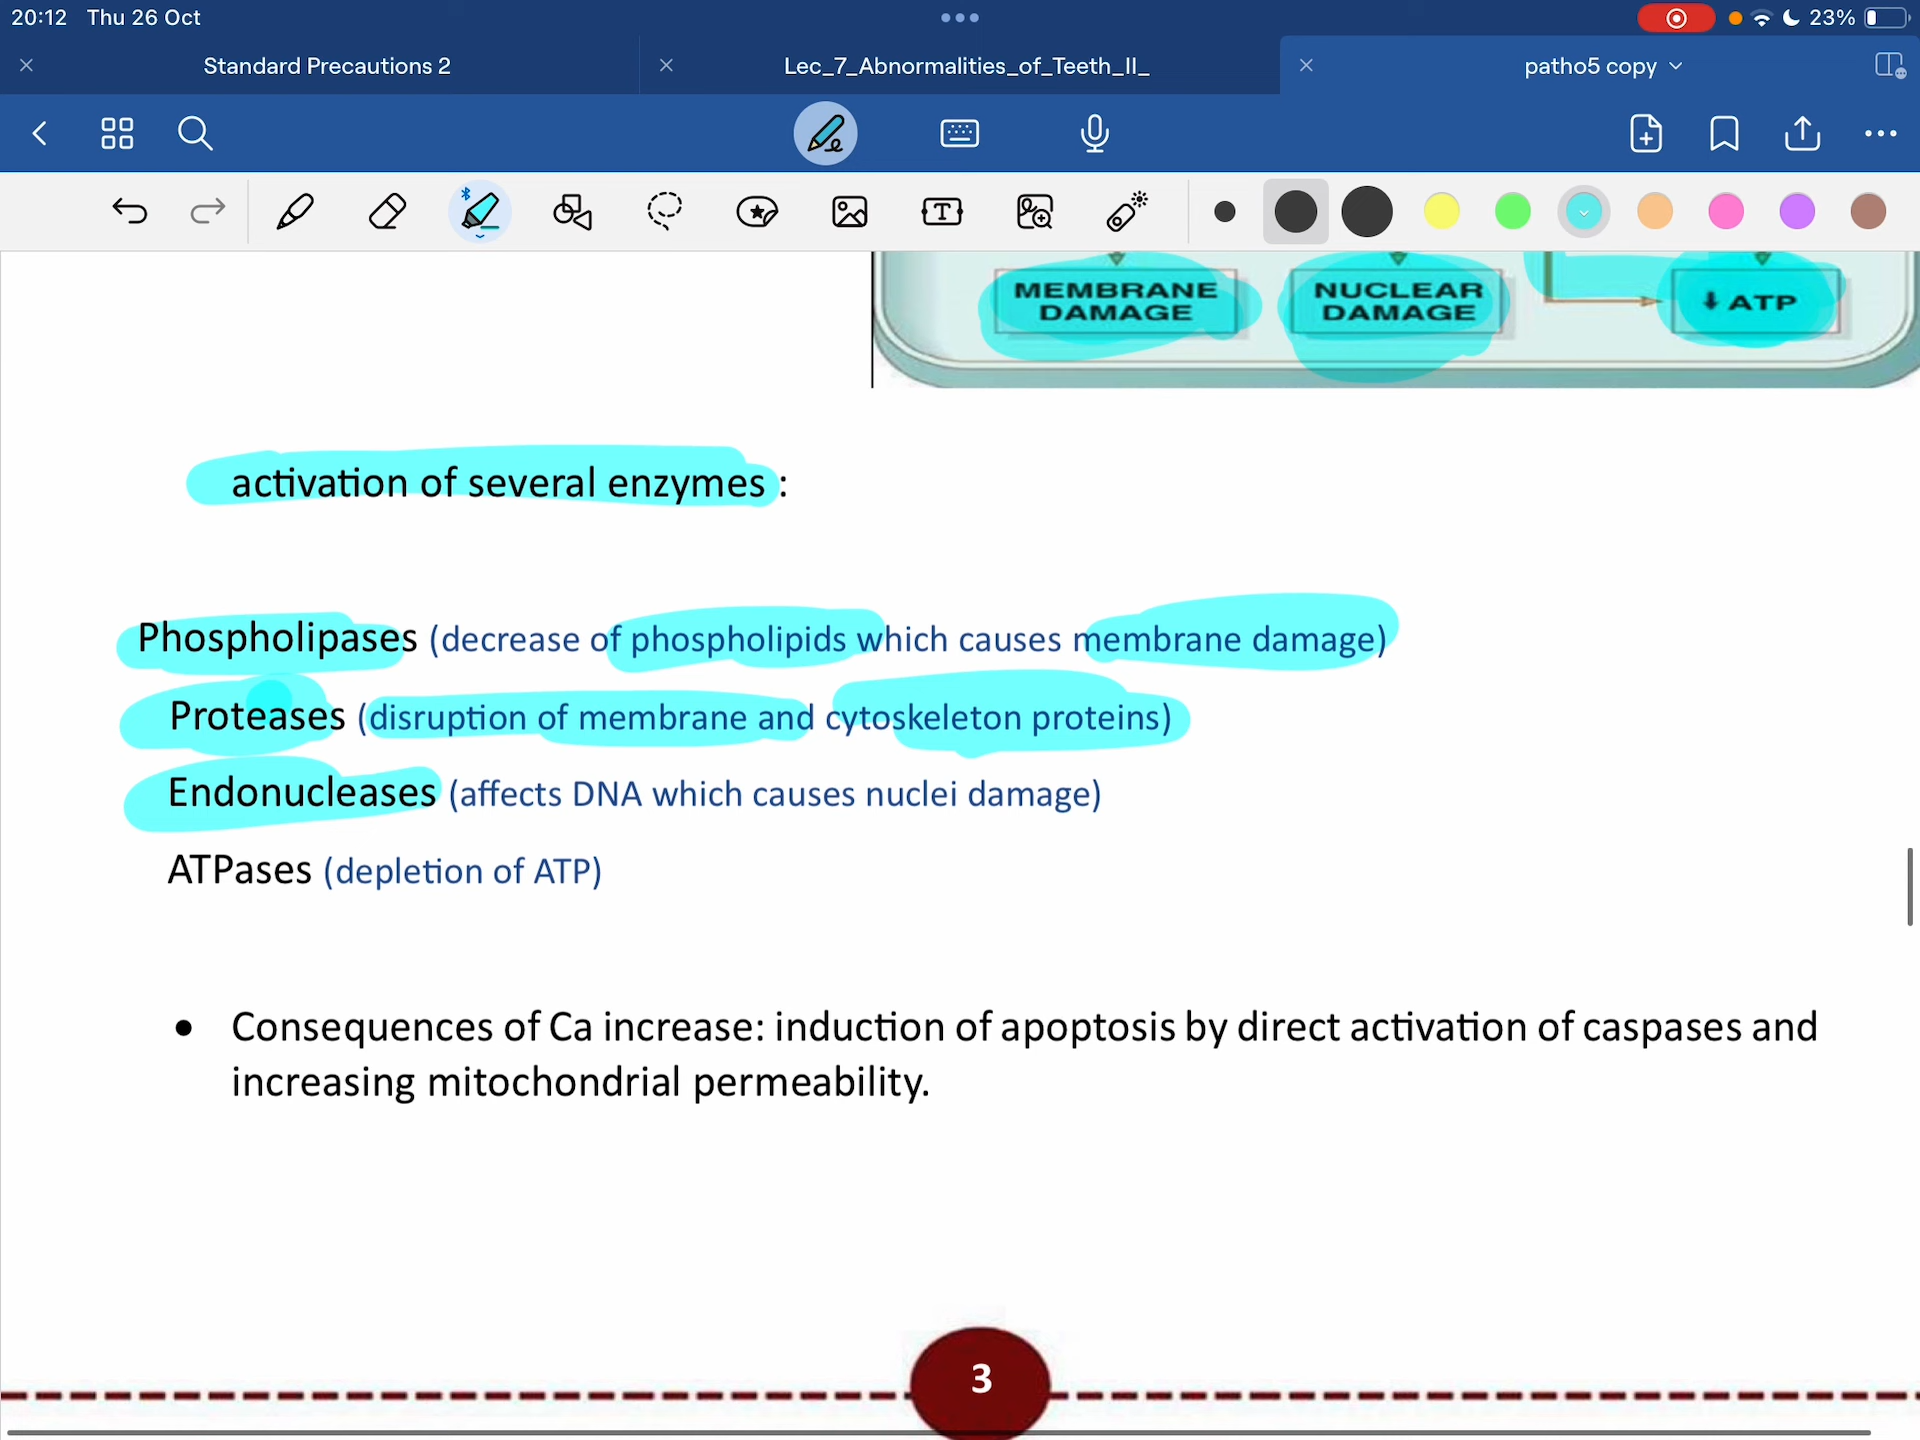 20:12 Thu 26 Oct 23%
Standard Precautions 2 Lec_7_Abnormalities_of_Teeth_II_ patho5 copy
MEMBRANE DAMAGE NUCLEAR DAMAGE ↓ ATP
activation of several enzymes :
Phospholipases (decrease of phospholipids which causes membrane damage)
Proteases (disruption of membrane and cytoskeleton proteins)
Endonucleases (affects DNA which causes nuclei damage)
ATPases (depletion of ATP)
• Consequences of Ca increase: induction of apoptosis by direct activation of caspases and
increasing mitochondrial permeability.
3